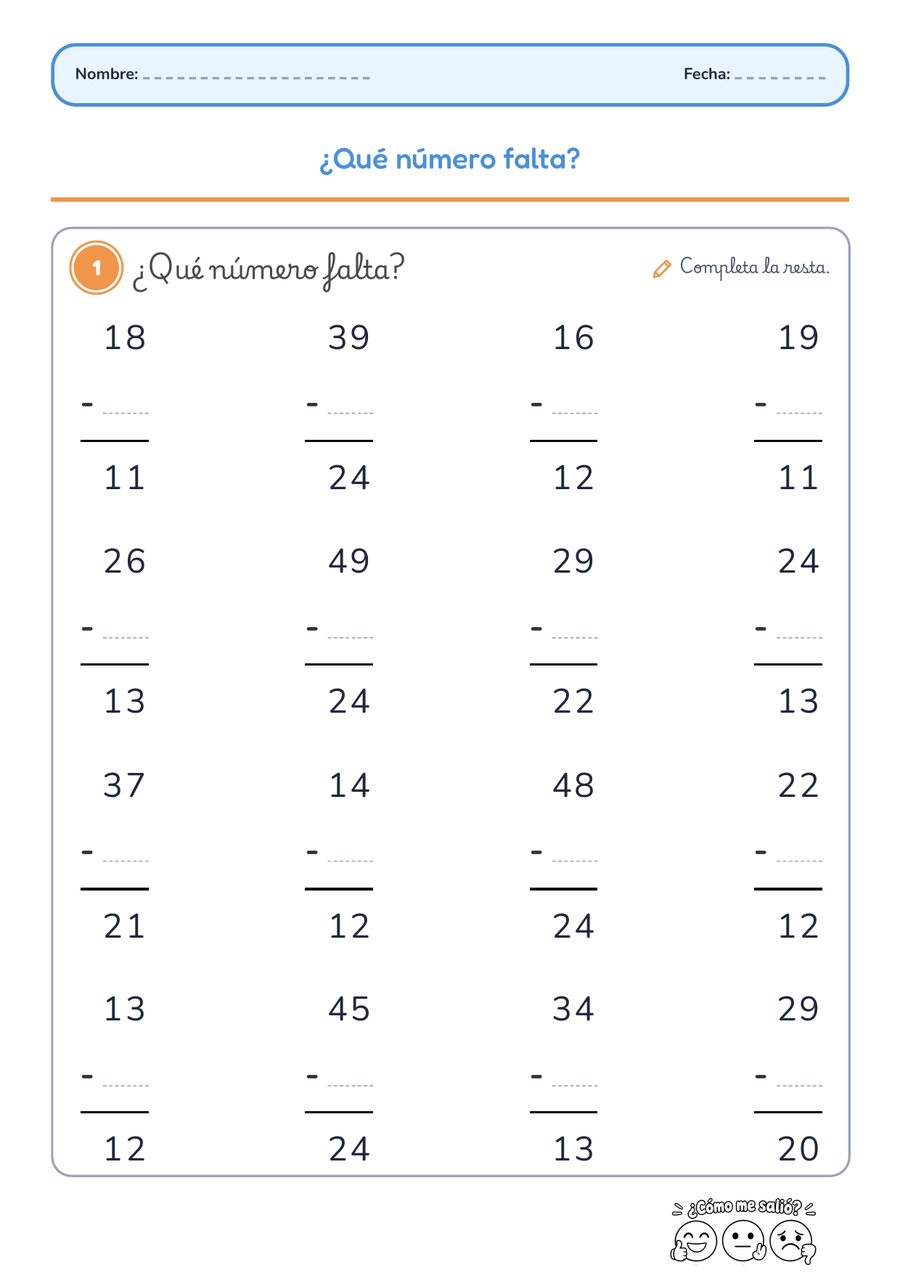 Nombre: Fecha:
¿Qué número falta?
1 ¿Qué número falta? Completa la resta.
18 39 16 19
- - - -
11 24 12 11
26 49 29 24
- - - -
13 24 22 13
37 14 48 22
- - - -
21 12 24 12
13 45 34 29
- - - -
12 24 13 20
¿Cómo me salió?